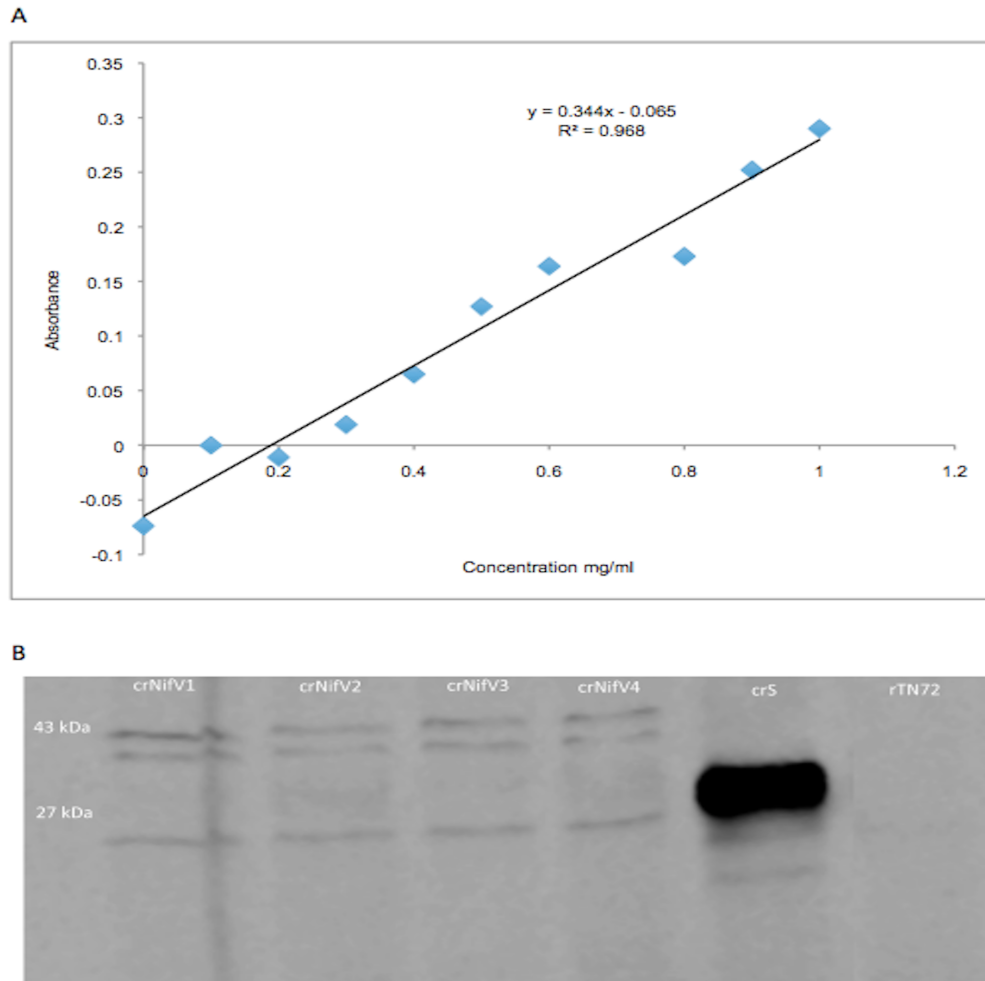 A
0.35
0.3
0.25
0.2
0.15
0.1
0.05
0
-0.05
-0.1
y = 0.344x - 0.065
R² = 0.968
Absorbance
0 0.2 0.4 0.6 0.8 1 1.2
Concentration mg/ml
B
crNifV1 crNifV2 crNifV3 crNifV4 crS rTN72
43 kDa
27 kDa